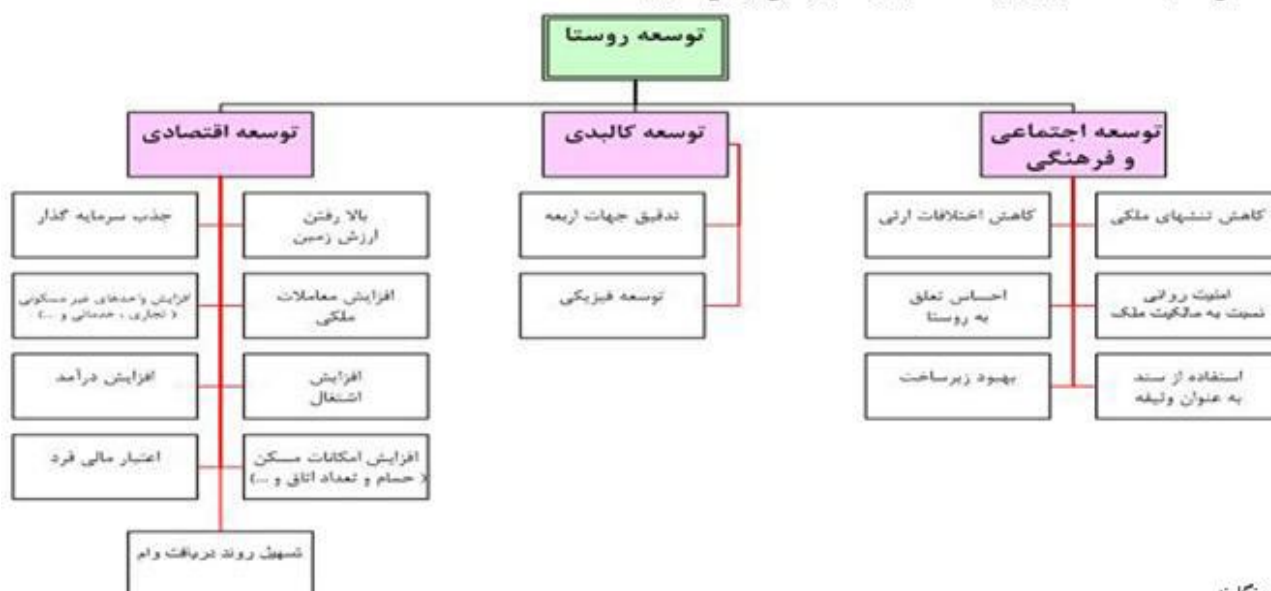 توسعه روستا
توسعه اجتماعی
و فرهنگی
توسعه کالبدی
توسعه اقتصادی
کاهش تنشهای ملکی
کاهش اختلافات ارثی
امنیت روانی
نسبت به مالکیت ملک
احساس تعلق
به روستا
استفاده از سند
به عنوان وثیقه
بهبود زیرساخت
تدقیق جهات اربعه
توسعه فیزیکی
بالا رفتن
ارزش زمین
جذب سرمایه گذار
افزایش معاملات
ملکی
افزایش واحدهای غیر مسکونی
( تجاری ، خدماتی و ...)
افزایش
اشتغال
افزایش درآمد
افزایش امکانات مسکن
( حمام و تعداد اتاق و ...)
اعتبار مالی فرد
تسهیل روند دریافت وام